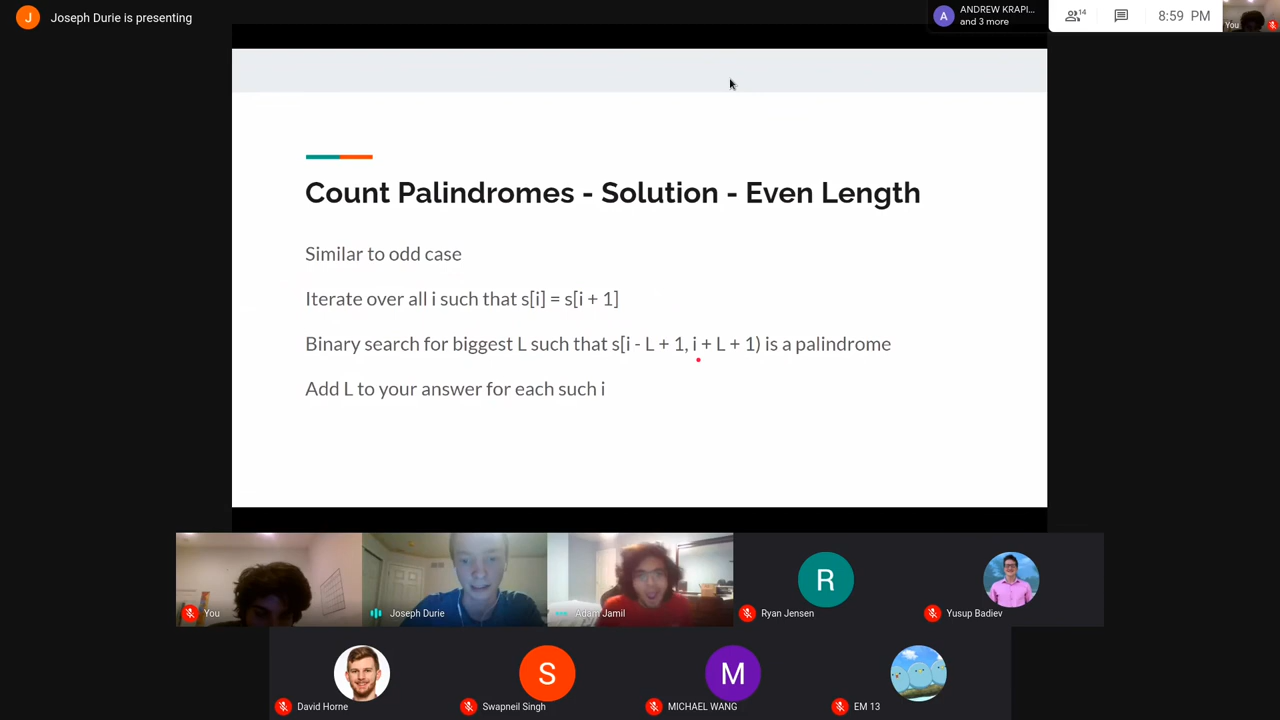 J
Joseph Durie is presenting
A
ANDREW KRAPI...
and 3 more
14
8:59 PM
You
Count Palindromes - Solution - Even Length
Similar to odd case
Iterate over all i such that s[i] = s[i + 1]
Binary search for biggest L such that s[i - L + 1, i + L + 1) is a palindrome
Add L to your answer for each such i
You
Joseph Durie
Adam Jamil
R
Ryan Jensen
Yusup Badiev
David Horne
S
Swapneil Singh
M
MICHAEL WANG
EM 13